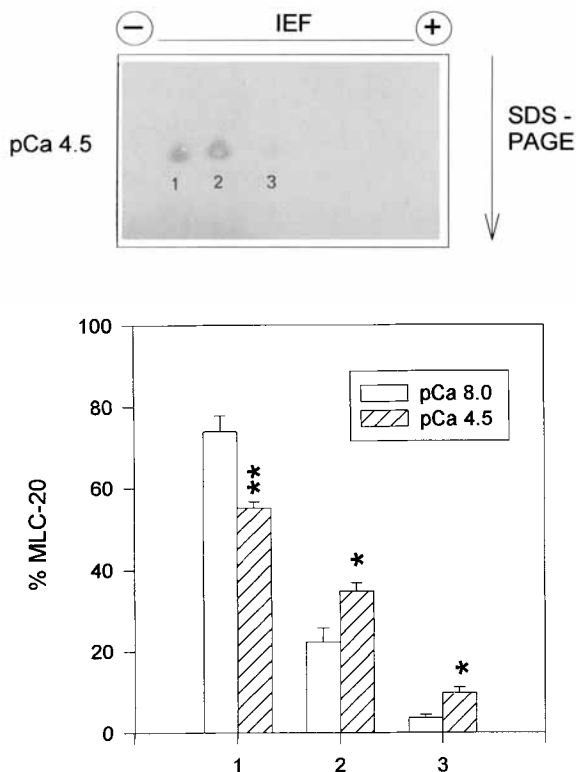 − IEF +
pCa 4.5
SDS -
PAGE
1 2 3
100
80
60
40
20
0
% MLC-20
pCa 8.0
pCa 4.5
**
*
*
1 2 3